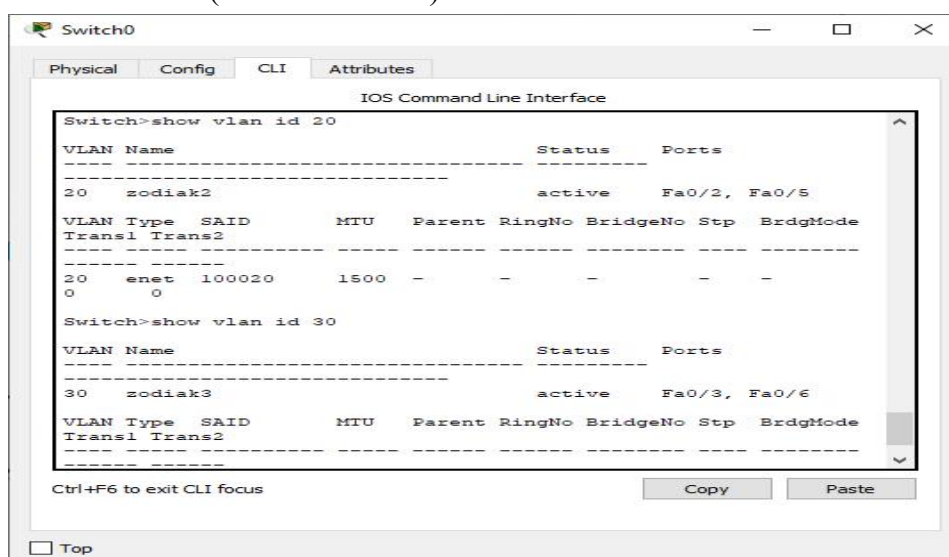 Switch0
Physical Config CLI Attributes
IOS Command Line Interface
Switch>show vlan id 20
VLAN Name Status Ports
---- -------------------------------- --------- -------------------------------
20 zodiak2 active Fa0/2, Fa0/5
VLAN Type SAID MTU Parent RingNo BridgeNo Stp BrdgMode
Trans1 Trans2
---- ----- ---------- ----- ------ ------ -------- ---- --------
------ ------
20 enet 100020 1500 - - - - -
0 0
Switch>show vlan id 30
VLAN Name Status Ports
---- -------------------------------- --------- -------------------------------
30 zodiak3 active Fa0/3, Fa0/6
VLAN Type SAID MTU Parent RingNo BridgeNo Stp BrdgMode
Trans1 Trans2
---- ----- ---------- ----- ------ ------ -------- ---- --------
------ ------
Ctrl+F6 to exit CLI focus
Copy Paste
Top